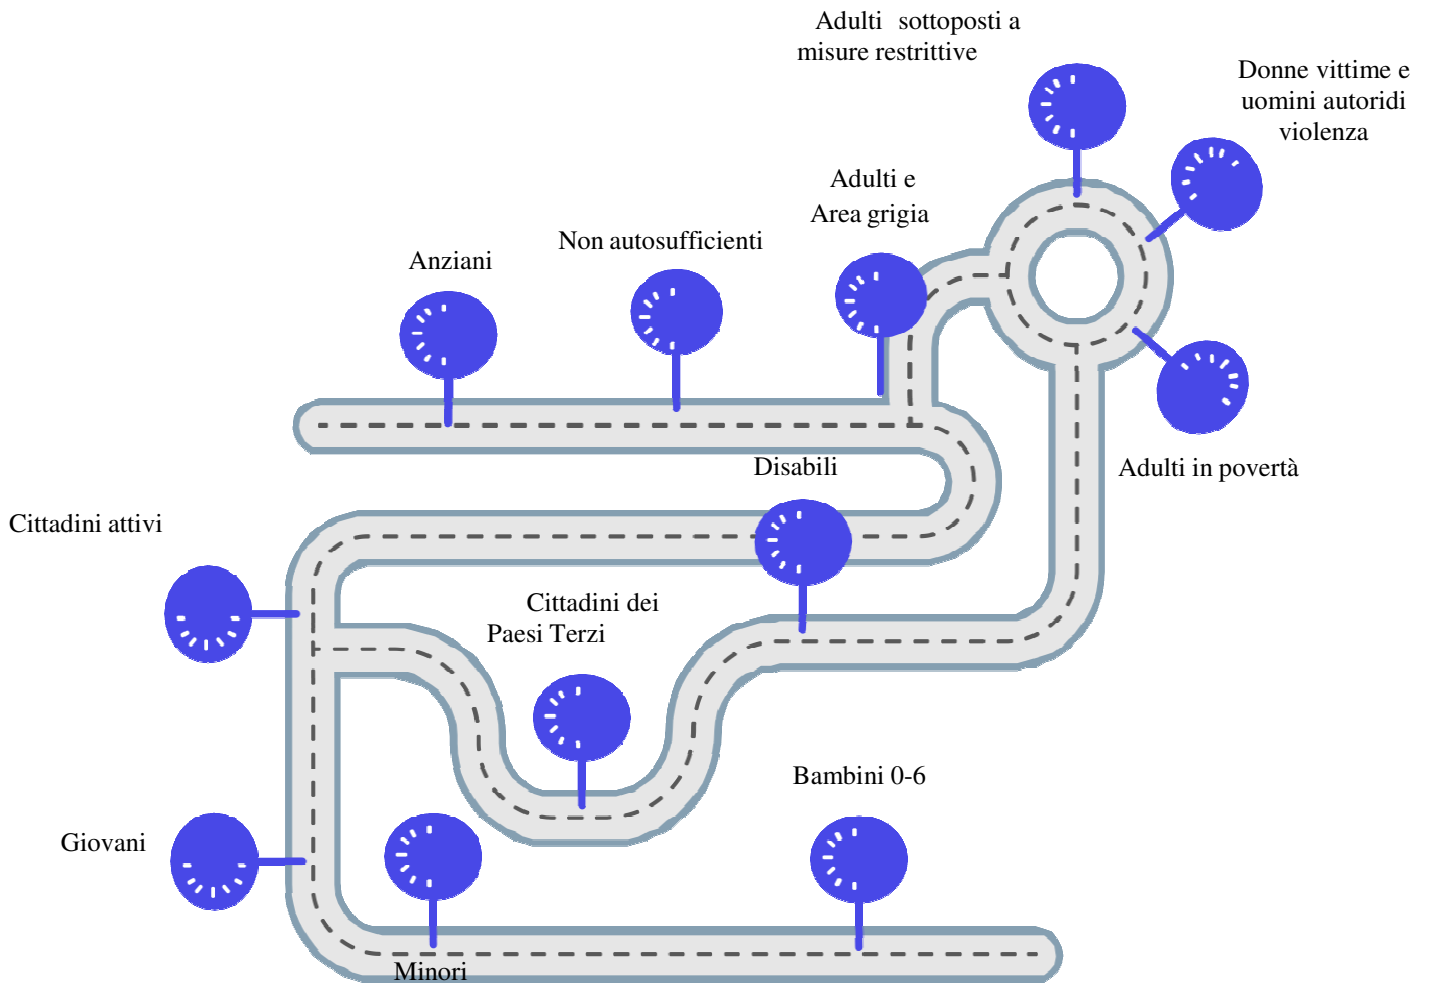 Adulti sottoposti a
misure restrittive
Donne vittime e
uomini autoridi
violenza
Adulti e
Area grigia
Non autosufficienti
Anziani
Disabili
Adulti in povertà
Cittadini attivi
Cittadini dei
Paesi Terzi
Bambini 0-6
Giovani
Minori